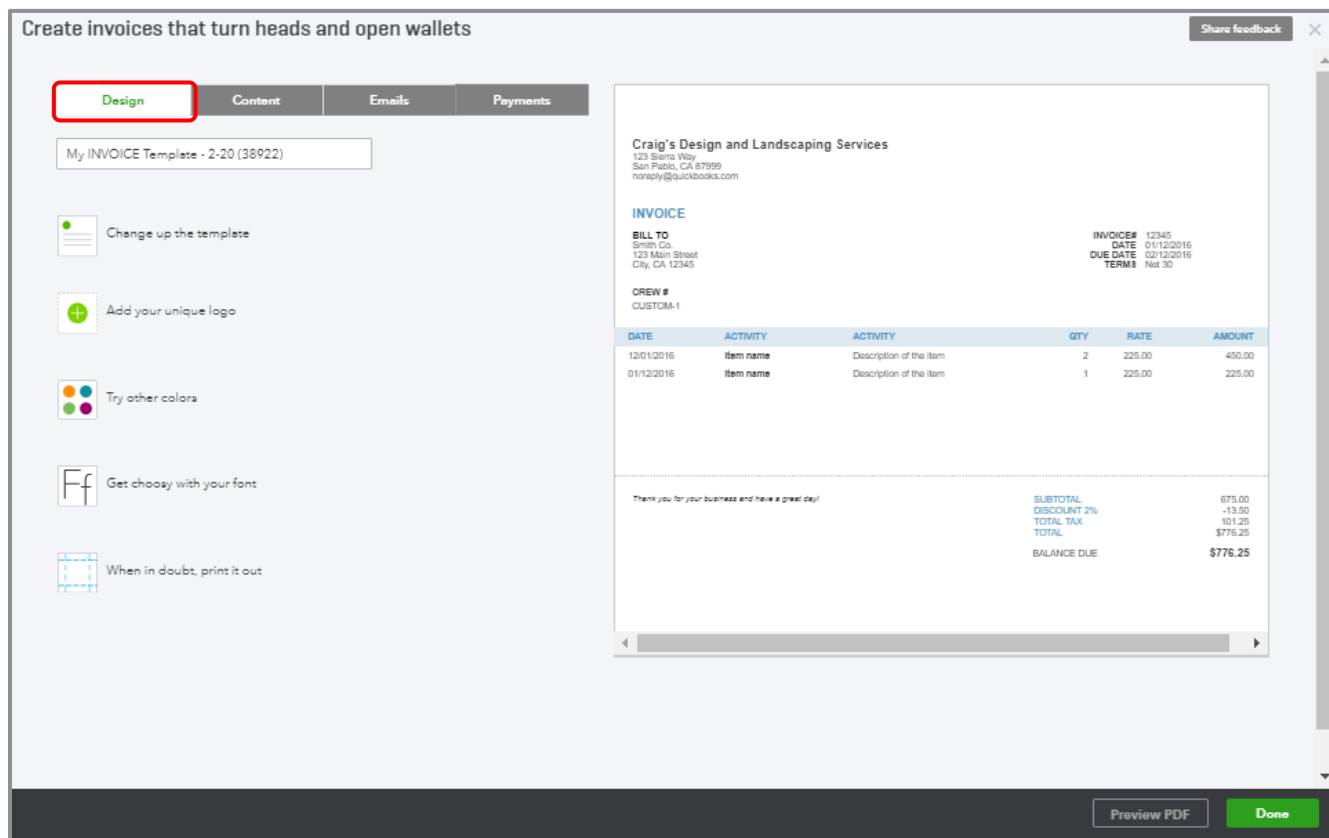 Create invoices that turn heads and open wallets
Share feedback
Design Content Emails Payments
My INVOICE Template - 2-20 (38922)
Change up the template
Add your unique logo
Try other colors
Ff Get choosy with your font
When in doubt, print it out
Craig's Design and Landscaping Services
123 Sierra Way
San Pablo, CA 87999
noreply@quickbooks.com
INVOICE
BILL TO
Smith Co.
123 Main Street
City, CA 12345
INVOICE# 12345
DATE 01/12/2016
DUE DATE 02/12/2016
TERMS Net 30
CREW #
CUSTOM-1
DATE ACTIVITY ACTIVITY QTY RATE AMOUNT
12/01/2016 Item name Description of the item 2 225.00 450.00
01/12/2016 Item name Description of the item 1 225.00 225.00
Thank you for your business and have a great day!
SUBTOTAL 675.00
DISCOUNT 2% -13.50
TOTAL TAX 101.25
TOTAL $776.25
BALANCE DUE $776.25
Preview PDF Done